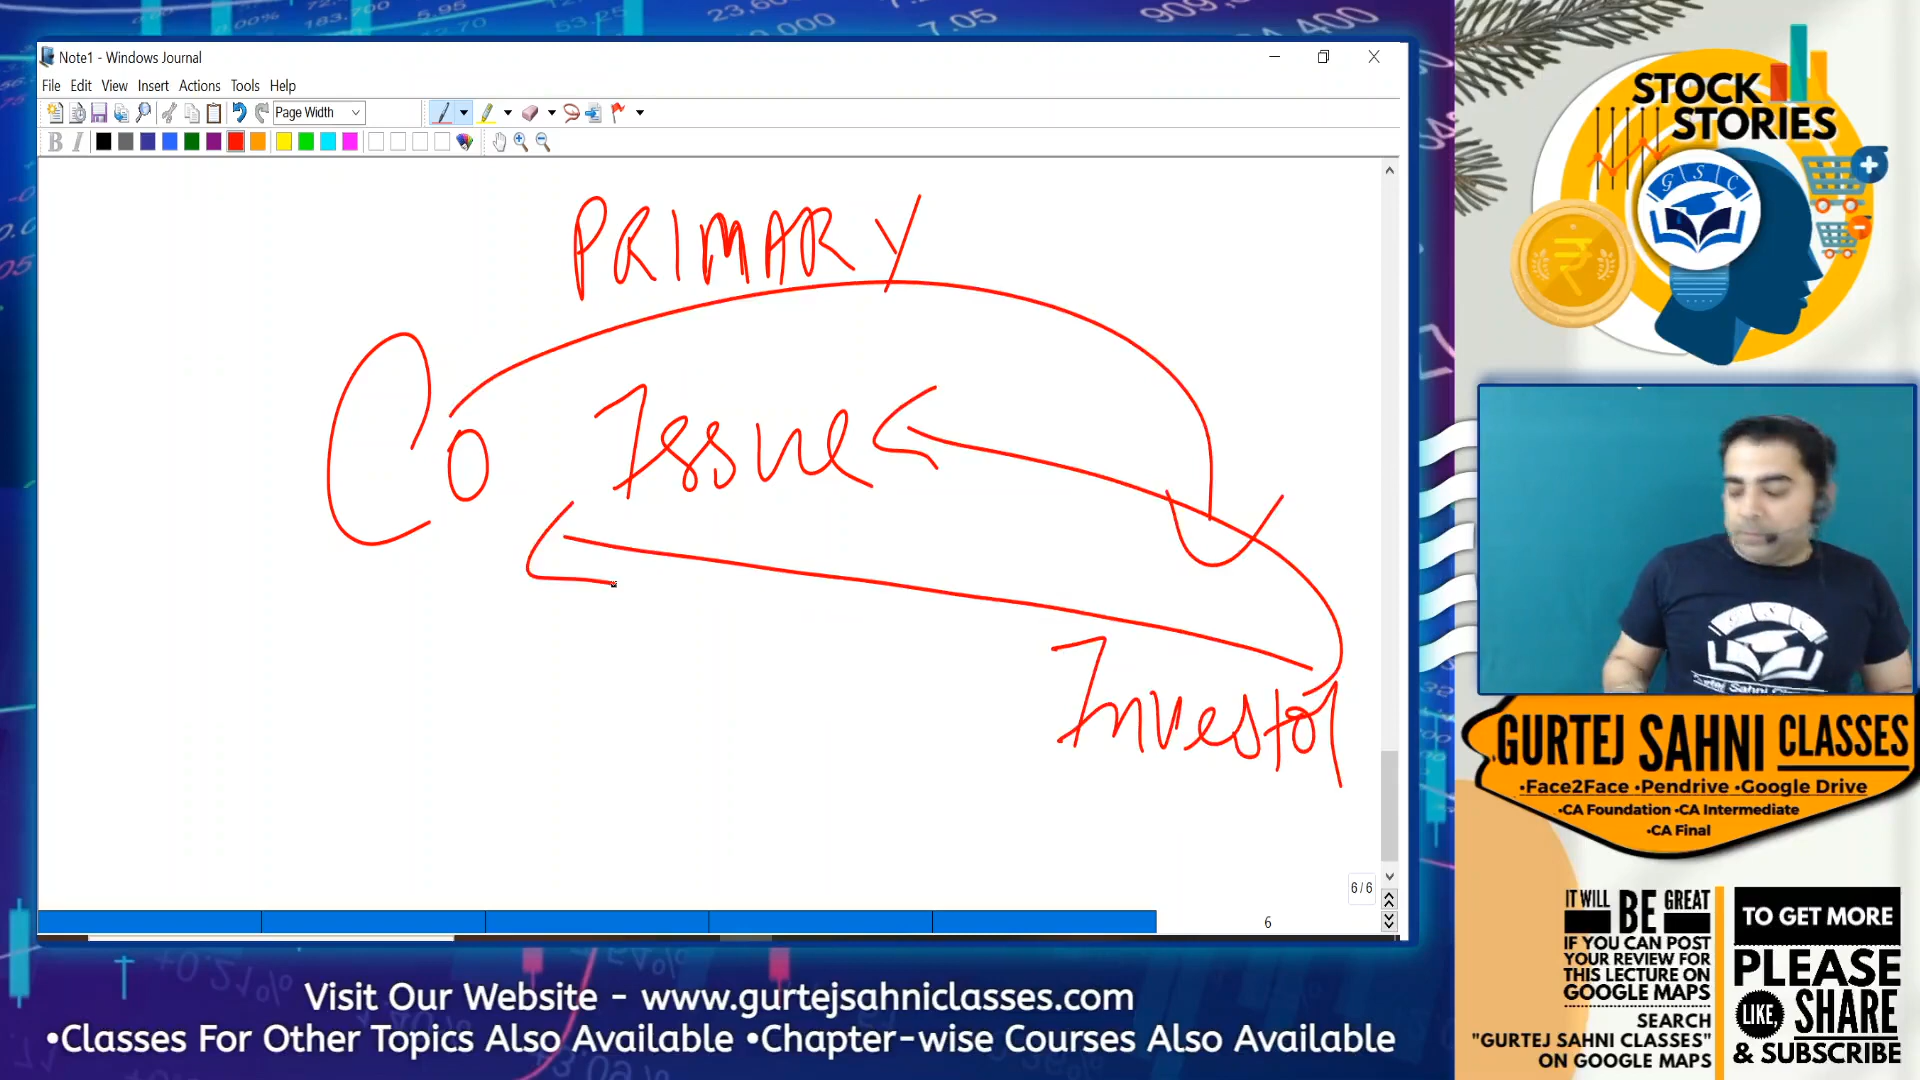 Note1 - Windows Journal
File Edit View Insert Actions Tools Help
Page Width
B I
PRIMARY
Co Issue
Investor
6 / 6
6
STOCK
STORIES
G S C
GURTEJ SAHNI CLASSES
•Face2Face •Pendrive •Google Drive
•CA Foundation •CA Intermediate
•CA Final
IT WILL BE GREAT
IF YOU CAN POST
YOUR REVIEW FOR
THIS LECTURE ON
GOOGLE MAPS
SEARCH
"GURTEJ SAHNI CLASSES"
ON GOOGLE MAPS
TO GET MORE
PLEASE
LIKE, SHARE
& SUBSCRIBE
Visit Our Website - www.gurtejsahniclasses.com
•Classes For Other Topics Also Available •Chapter-wise Courses Also Available